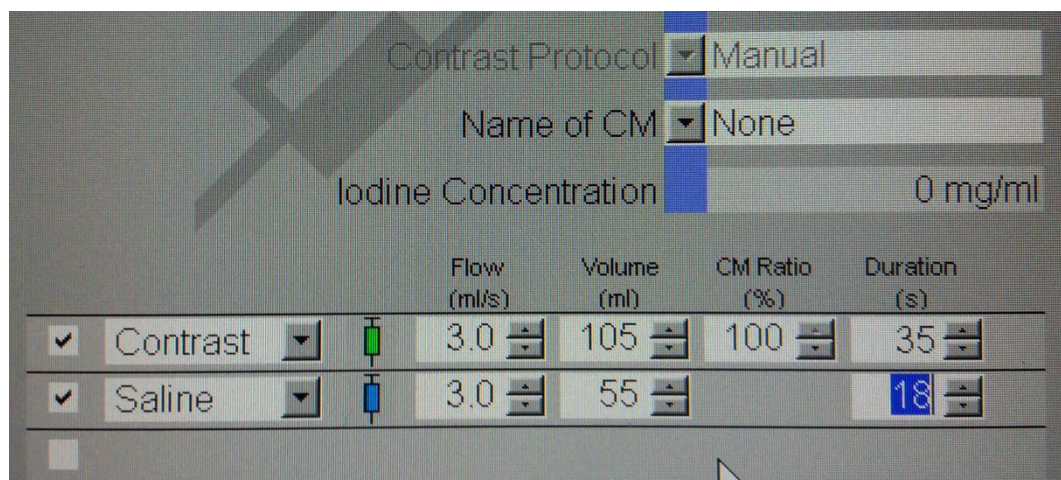 Contrast Protocol Manual
Name of CM None
Iodine Concentration 0 mg/ml
Flow Volume CM Ratio Duration
(ml/s) (ml) (%) (s)
Contrast 3.0 105 100 35
Saline 3.0 55 18